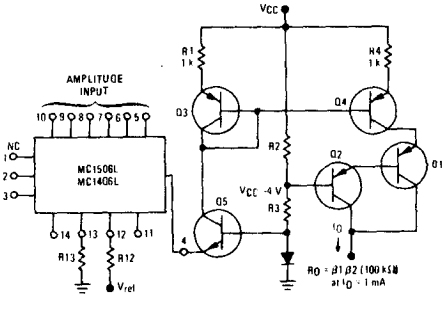 VCC
R1
1 k
R4
1 k
AMPLITUDE
INPUT
10 9 8 7 6 5
Q3
Q4
NC
1
2
3
MC1506L
MC1406L
R2
Q2
Q1
VCC -4 V
Q5
R3
IO
14 13 12 11
4
R13
R12
Vref
RO = β1 β2 (100 kΩ)
at IO = 1 mA